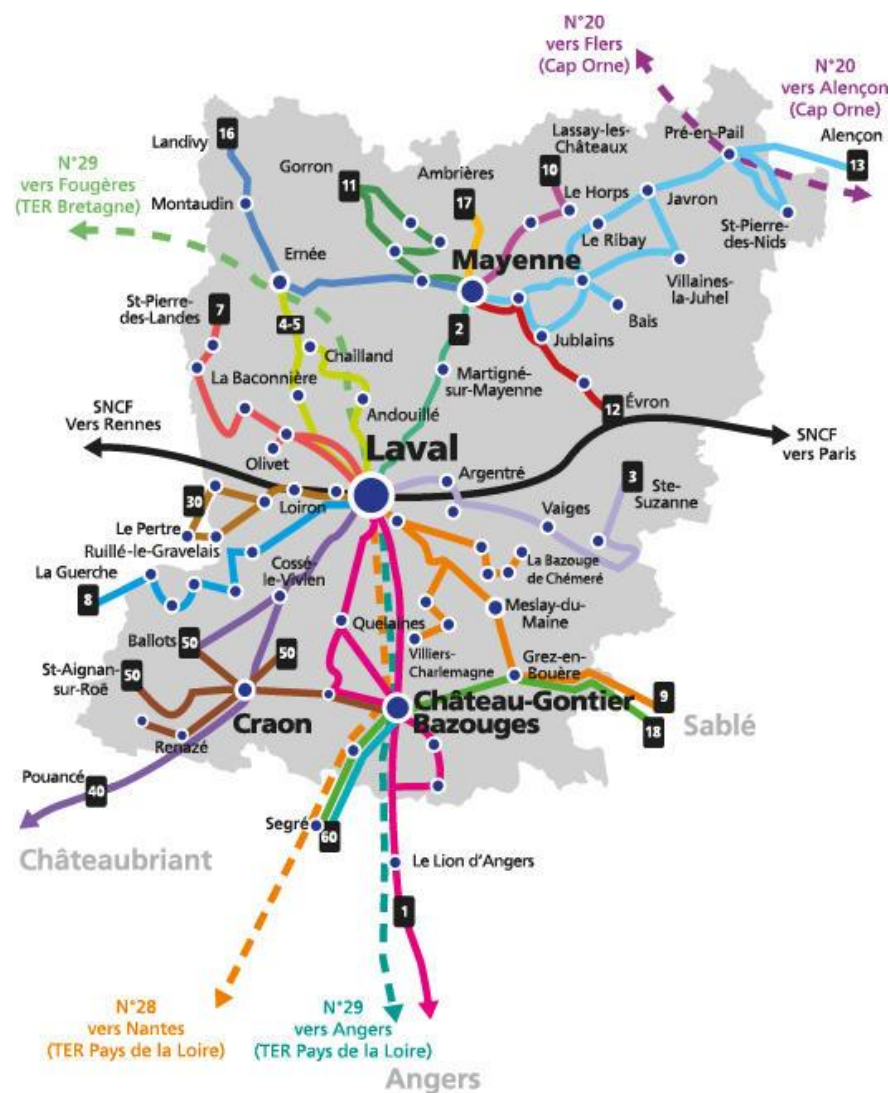 N°20
vers Flers
(Cap Orne)
N°20
vers Alençon
(Cap Orne)
Landivy
16
Lassay-les-
Châteaux
Pré-en-Pail
Alençon
13
N°29
vers Fougères
(TER Bretagne)
Gorron
11
Ambrières
17
10
Le Horps
Javron
Montaudin
Le Ribay
St-Pierre
des-Nids
Ernée
Mayenne
Villaines-
la-Juhel
St-Pierre-
des-Landes
7
4-5
2
Bais
Jublains
Chailland
La Baconnière
Martigné-
sur-Mayenne
Évron
12
SNCF
Vers Rennes
Andouillé
Laval
SNCF
vers Paris
Olivet
Argentré
3
Ste-
Suzanne
30
Loiron
Vaiges
Le Pertre
Ruillé-le-Gravelais
La Guerche
8
Cossé-
le-Vivien
La Bazouge
de Chémeré
Meslay-du-
Maine
Ballots
50
50
Quelaines
Villiers-
Charlemagne
Grez-en-
Bouère
St-Aignan-
sur-Roë
50
Craon
Château-Gontier
Bazouges
9
18
Sablé
Renazé
Pouancé
40
Segré
60
Châteaubriant
Le Lion d'Angers
1
N°28
vers Nantes
(TER Pays de la Loire)
N°29
vers Angers
(TER Pays de la Loire)
Angers